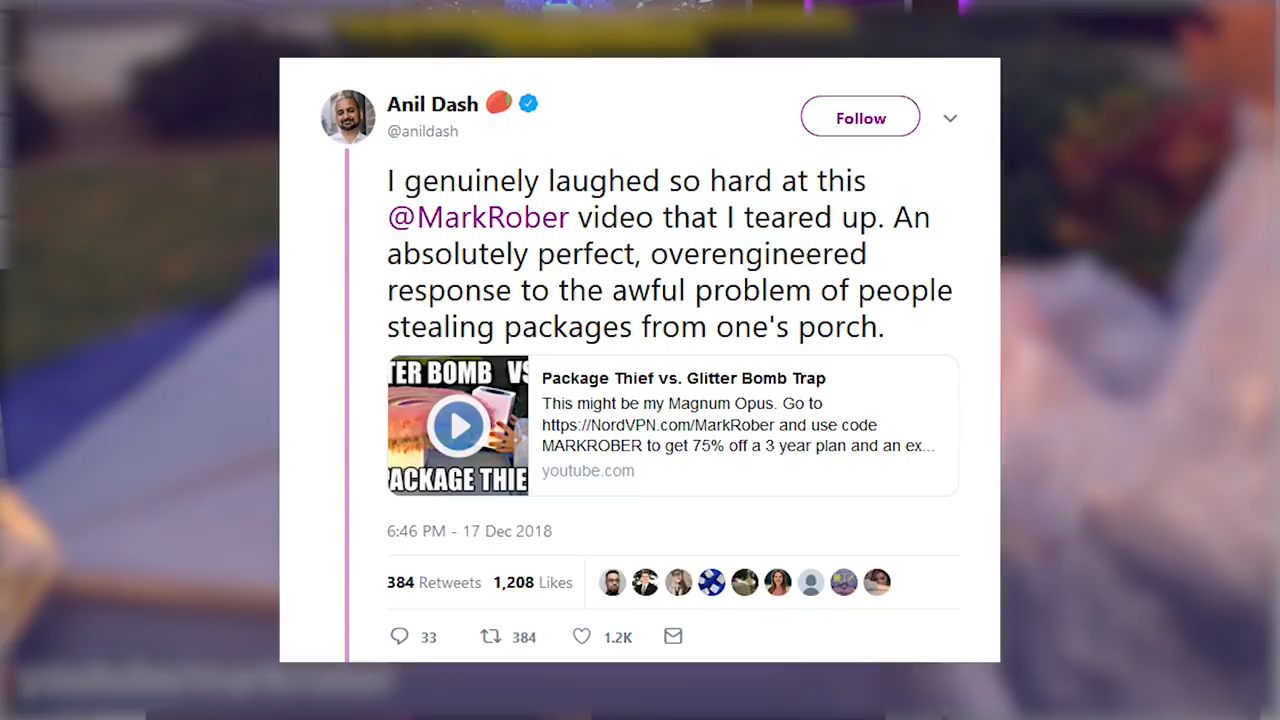 Anil Dash
@anildash
Follow
I genuinely laughed so hard at this
@MarkRober video that I teared up. An
absolutely perfect, overengineered
response to the awful problem of people
stealing packages from one's porch.
TER BOMB VS
PACKAGE THIE
Package Thief vs. Glitter Bomb Trap
This might be my Magnum Opus. Go to
https://NordVPN.com/MarkRober and use code
MARKROBER to get 75% off a 3 year plan and an ex...
youtube.com
6:46 PM - 17 Dec 2018
384 Retweets 1,208 Likes
33 384 1.2K